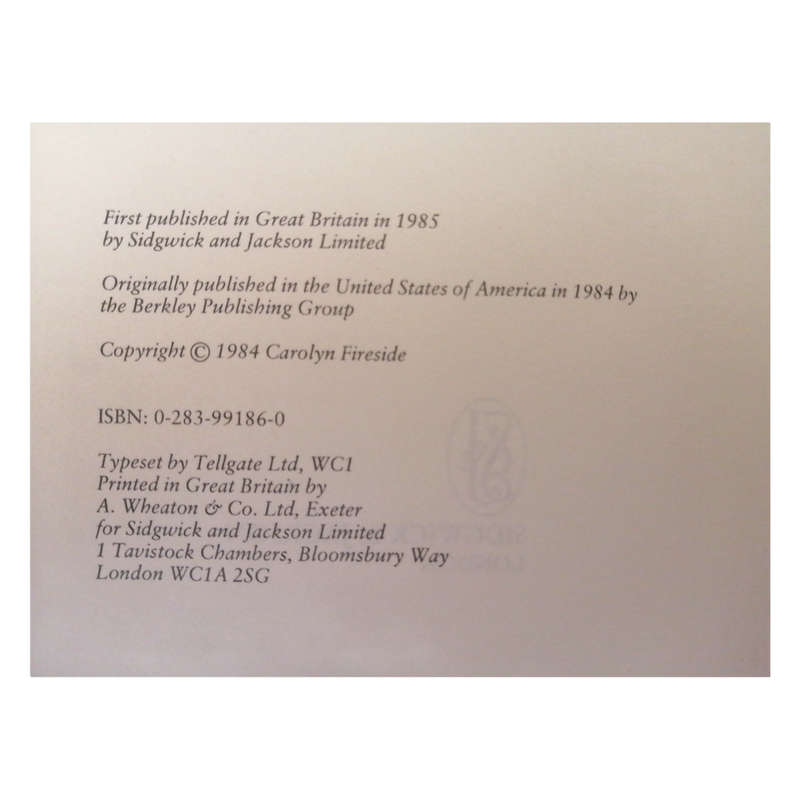 First published in Great Britain in 1985
by Sidgwick and Jackson Limited
Originally published in the United States of America in 1984 by
the Berkley Publishing Group
Copyright © 1984 Carolyn Fireside
ISBN: 0-283-99186-0
Typeset by Tellgate Ltd, WC1
Printed in Great Britain by
A. Wheaton & Co. Ltd, Exeter
for Sidgwick and Jackson Limited
1 Tavistock Chambers, Bloomsbury Way
London WC1A 2SG